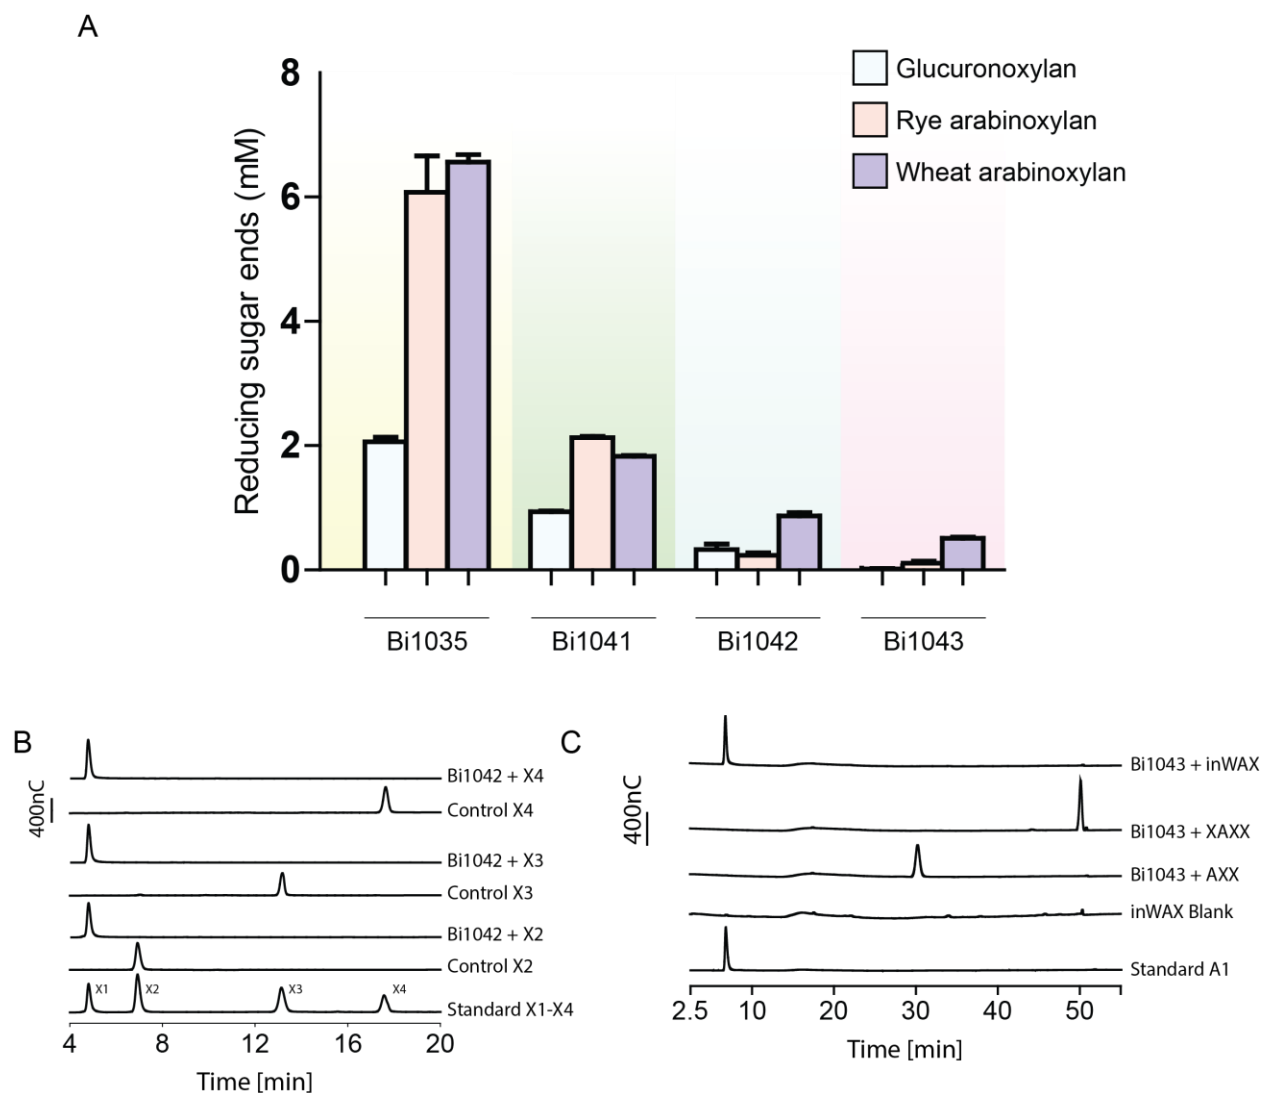 A
8
6
4
2
0
Reducing sugar ends (mM)
Glucuronoxylan
Rye arabinoxylan
Wheat arabinoxylan
Bi1035 Bi1041 Bi1042 Bi1043
B
400nC
Bi1042 + X4
Control X4
Bi1042 + X3
Control X3
Bi1042 + X2
Control X2
X1 X2 X3 X4
Standard X1-X4
4 8 12 16 20
Time [min]
C
400nC
Bi1043 + inWAX
Bi1043 + XAXX
Bi1043 + AXX
inWAX Blank
Standard A1
2.5 10 20 30 40 50
Time [min]